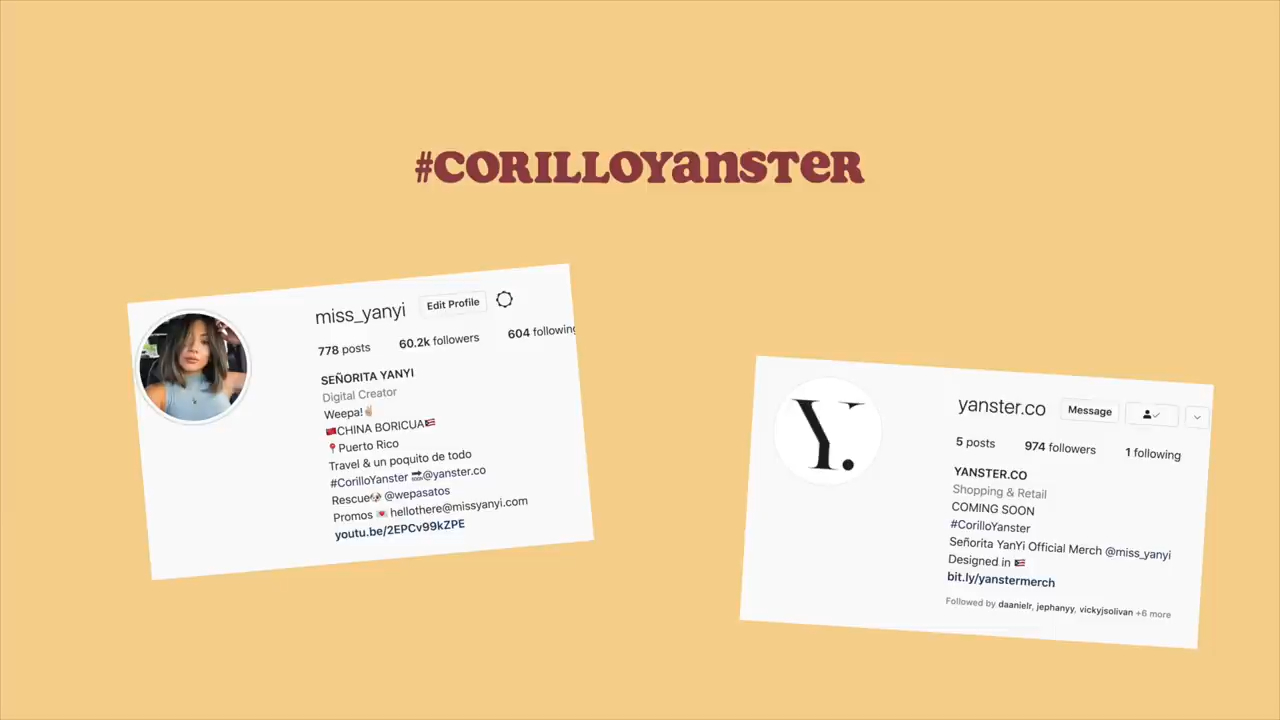 #CORILLOYANSTER
miss_yanyi Edit Profile
778 posts 60.2k followers 604 following
SEÑORITA YANYI
Digital Creator
Weepa!✌🏼
🇹🇼CHINA BORICUA🇵🇷
📍Puerto Rico
Travel & un poquito de todo
#CorilloYanster 🔜@yanster.co
Rescue🐶 @wepasatos
Promos 💌 hellothere@missyanyi.com
youtu.be/2EPCv99kZPE
Y.
yanster.co Message
5 posts 974 followers 1 following
YANSTER.CO
Shopping & Retail
COMING SOON
#CorilloYanster
Señorita YanYi Official Merch @miss_yanyi
Designed in 🇵🇷
bit.ly/yanstermerch
Followed by daanielr, jephanyy, vickyjsolivan +6 more